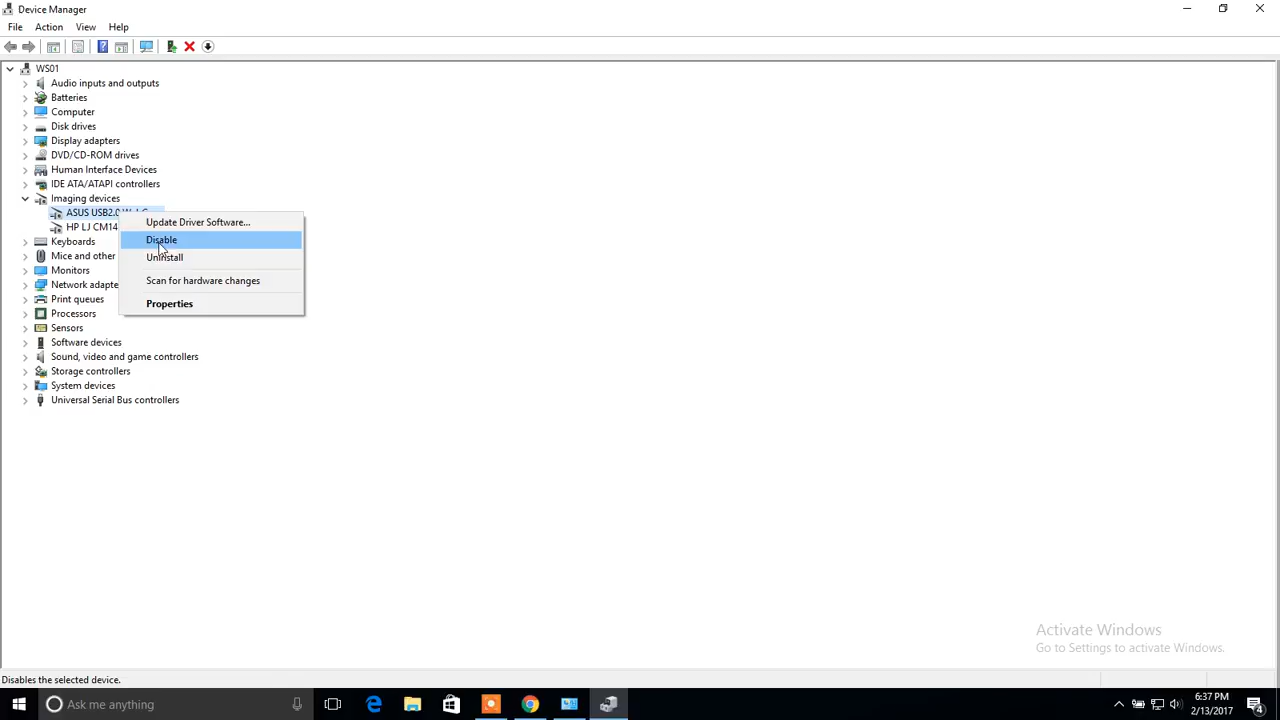 Device Manager
File Action View Help
WS01
Audio inputs and outputs
Batteries
Computer
Disk drives
Display adapters
DVD/CD-ROM drives
Human Interface Devices
IDE ATA/ATAPI controllers
Imaging devices
ASUS USB2.0
HP LJ CM14
Keyboards
Mice and other
Monitors
Network adapte
Print queues
Processors
Sensors
Software devices
Sound, video and game controllers
Storage controllers
System devices
Universal Serial Bus controllers
Update Driver Software...
Disable
Uninstall
Scan for hardware changes
Properties
Activate Windows
Go to Settings to activate Windows.
Disables the selected device.
Ask me anything
6:37 PM
2/13/2017
4